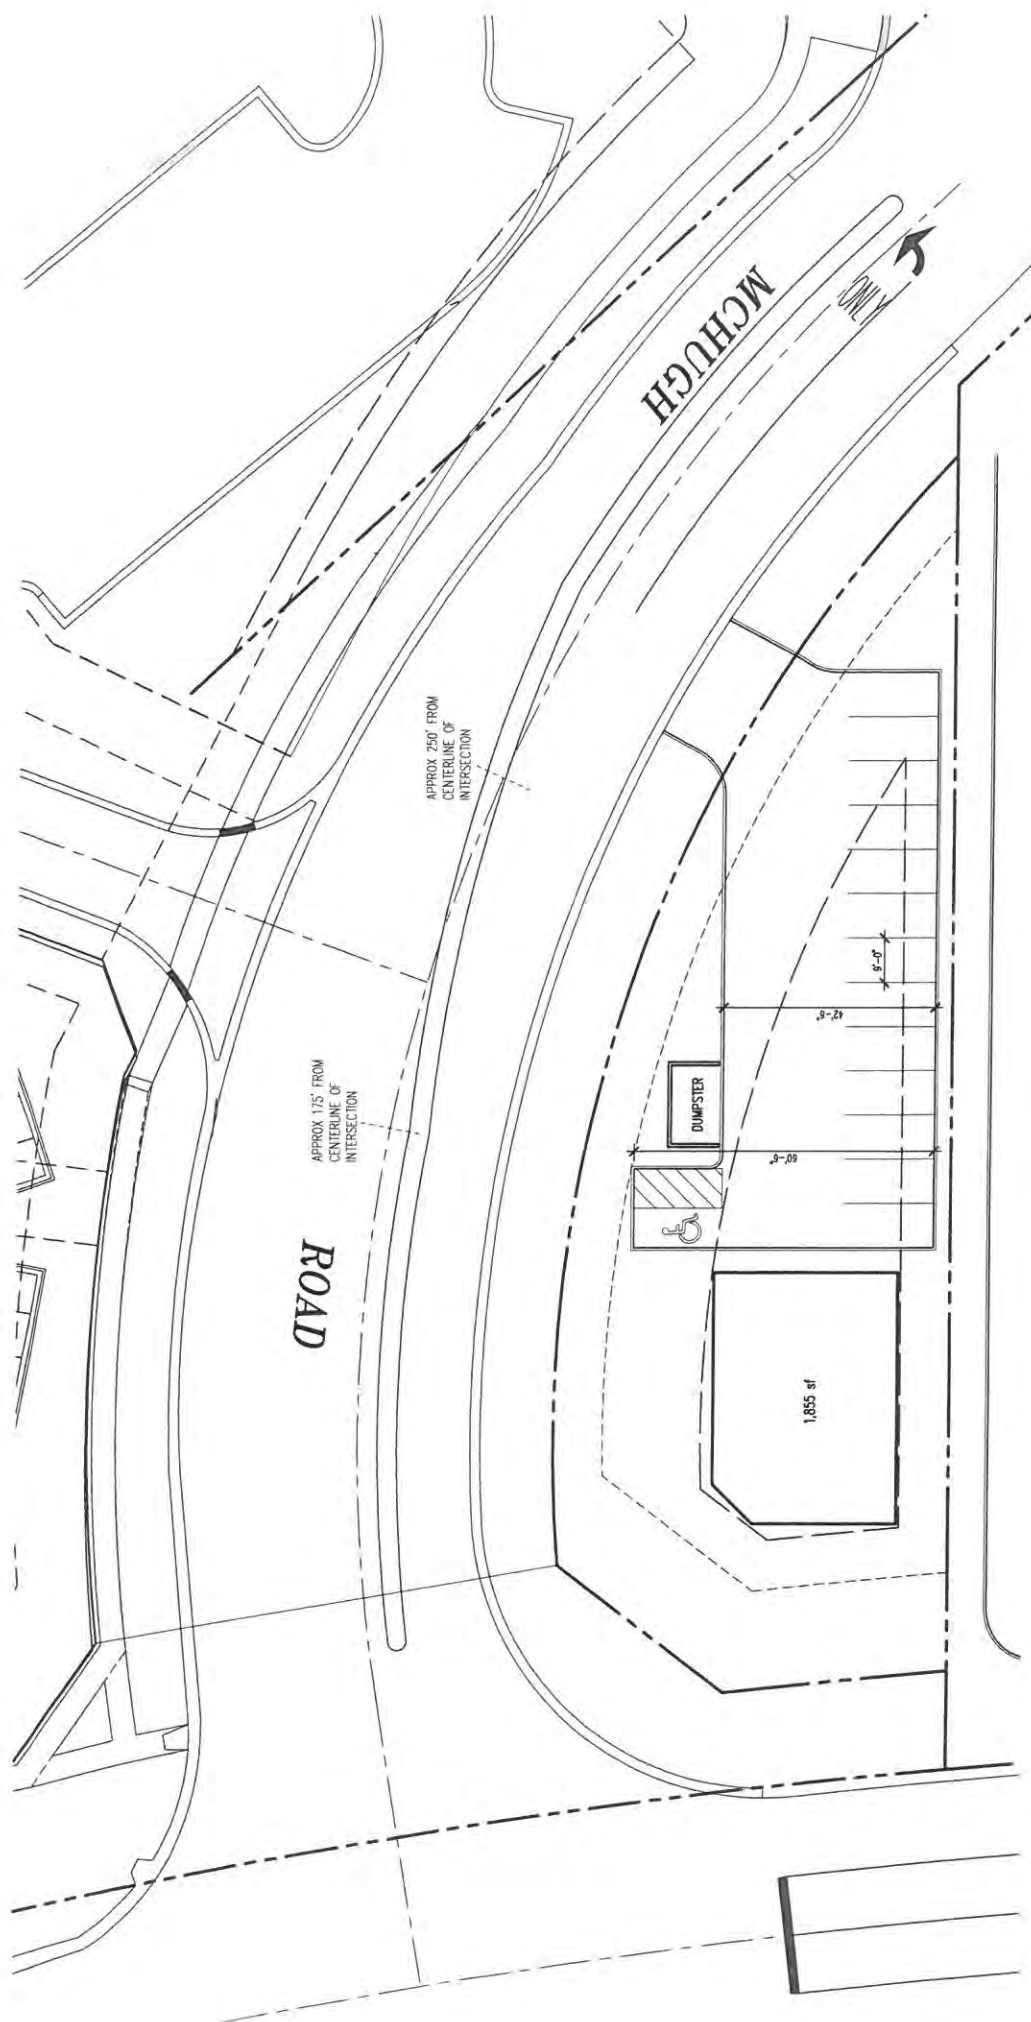 MCHUGH
ONLY
APPROX 250' FROM
CENTERLINE OF
INTERSECTION
APPROX 175' FROM
CENTERLINE OF
INTERSECTION
ROAD
9'-0"
42'-6"
DUMPSTER
60'-6"
1,855 sf